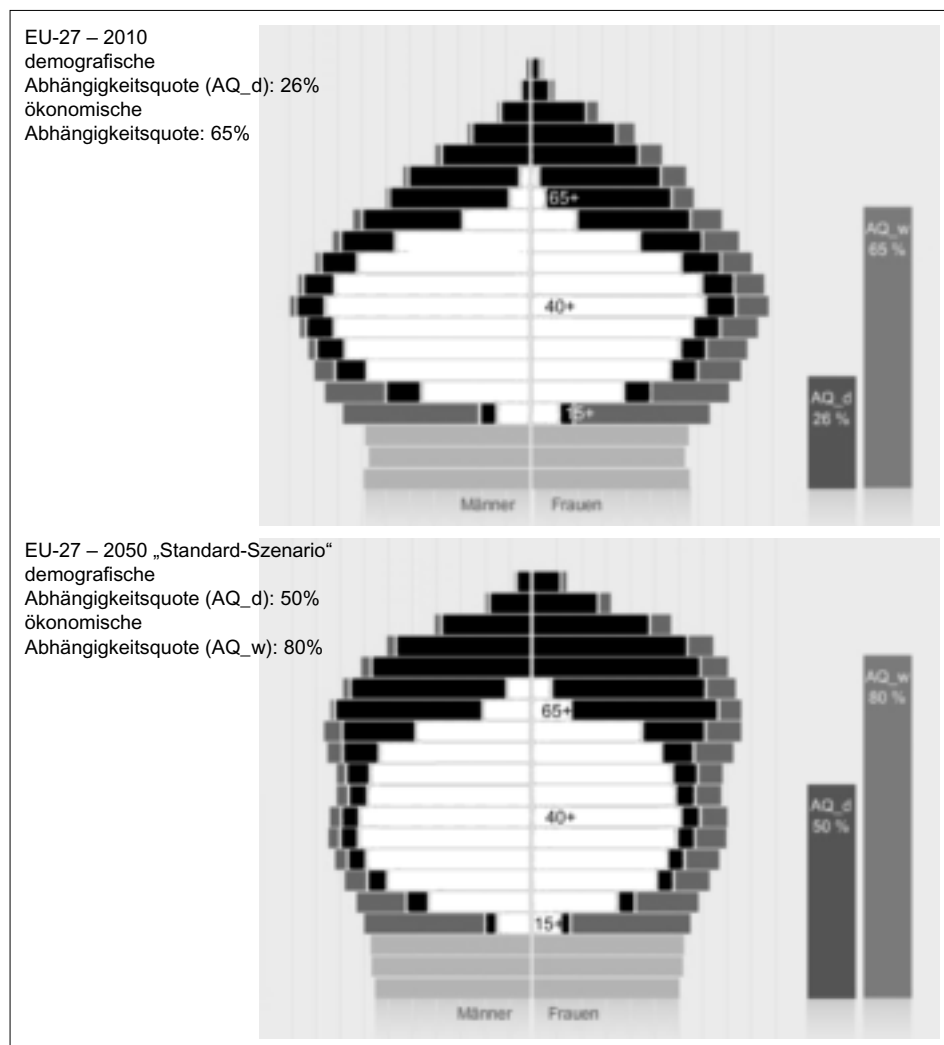 EU-27 – 2010
demografische
Abhängigkeitsquote (AQ_d): 26%
ökonomische
Abhängigkeitsquote: 65%
65+
40+
15+
Männer Frauen
AQ_w
65 %
AQ_d
26 %
EU-27 – 2050 „Standard-Szenario“
demografische
Abhängigkeitsquote (AQ_d): 50%
ökonomische
Abhängigkeitsquote (AQ_w): 80%
65+
40+
15+
Männer Frauen
AQ_w
80 %
AQ_d
50 %